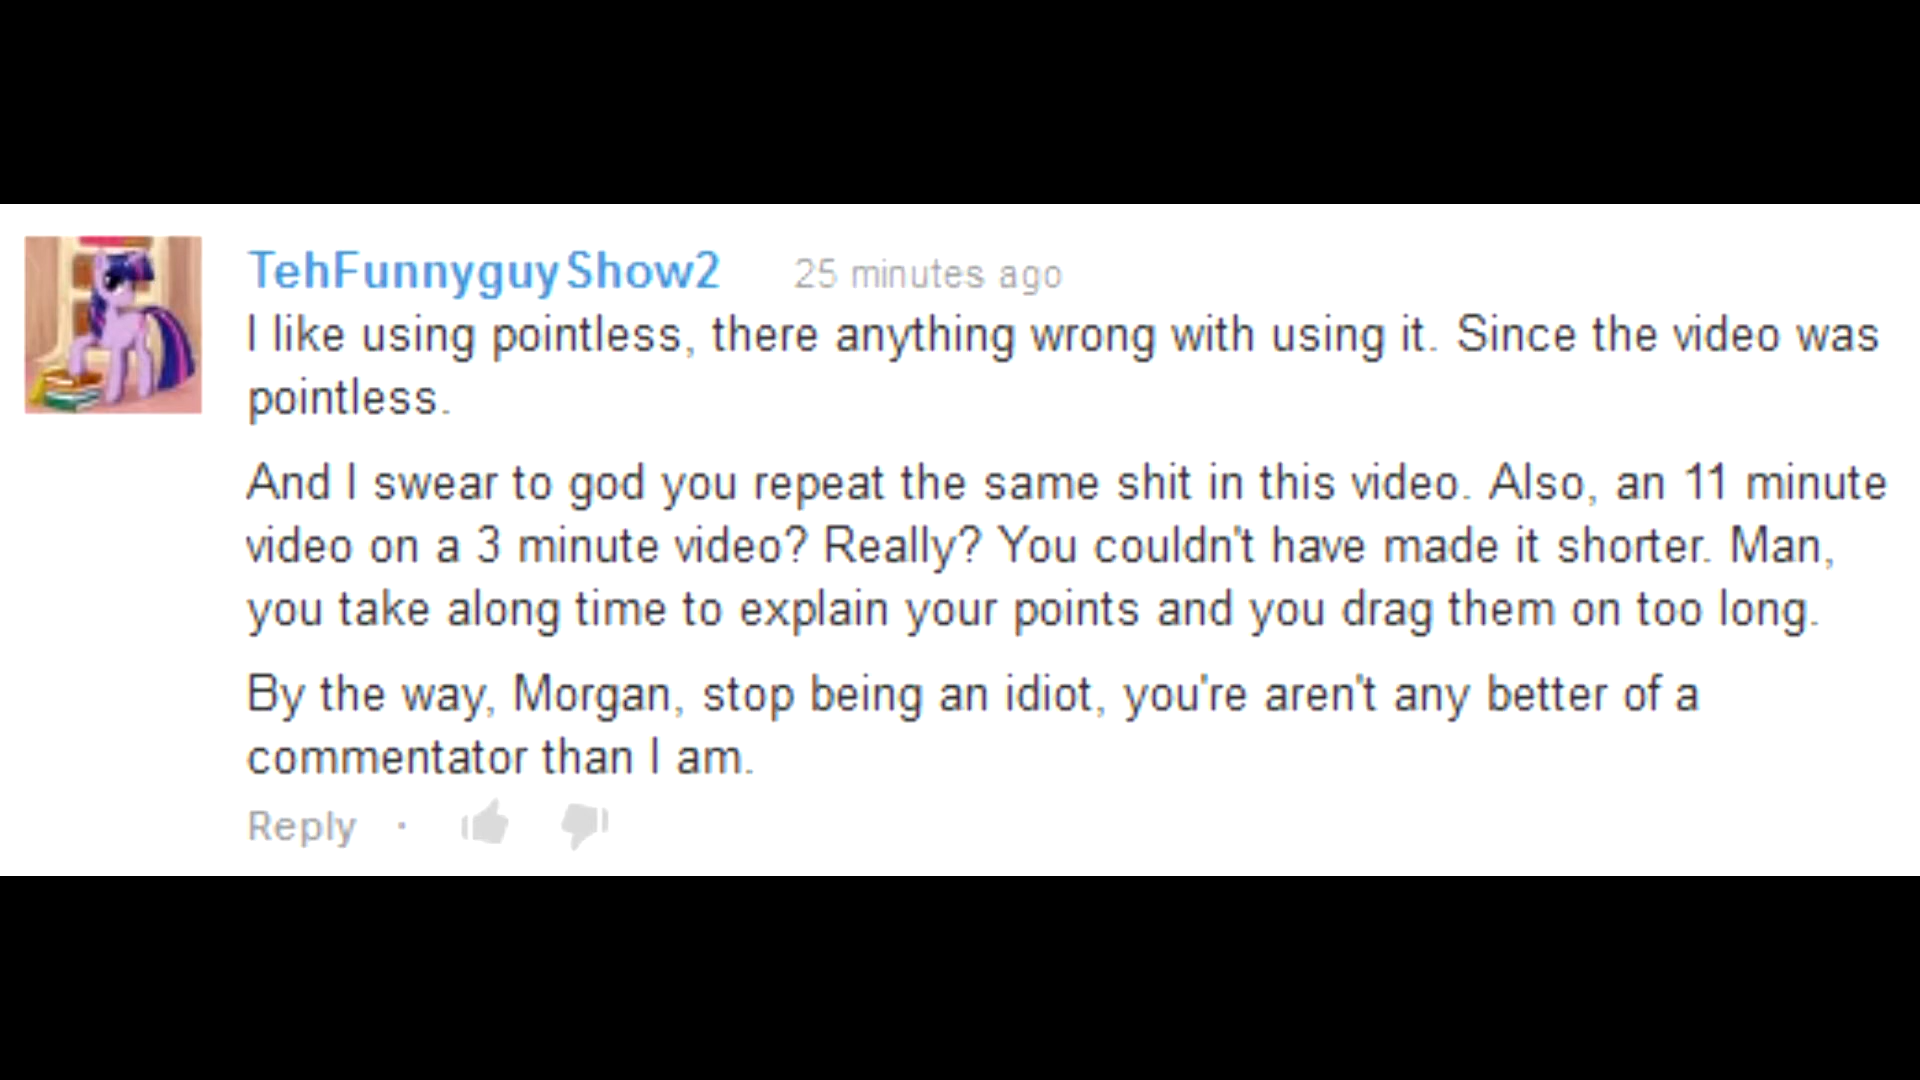 TehFunnyguyShow2 25 minutes ago
I like using pointless, there anything wrong with using it. Since the video was
pointless.
And I swear to god you repeat the same shit in this video. Also, an 11 minute
video on a 3 minute video? Really? You couldn't have made it shorter. Man,
you take along time to explain your points and you drag them on too long.
By the way, Morgan, stop being an idiot, you're aren't any better of a
commentator than I am.
Reply ·